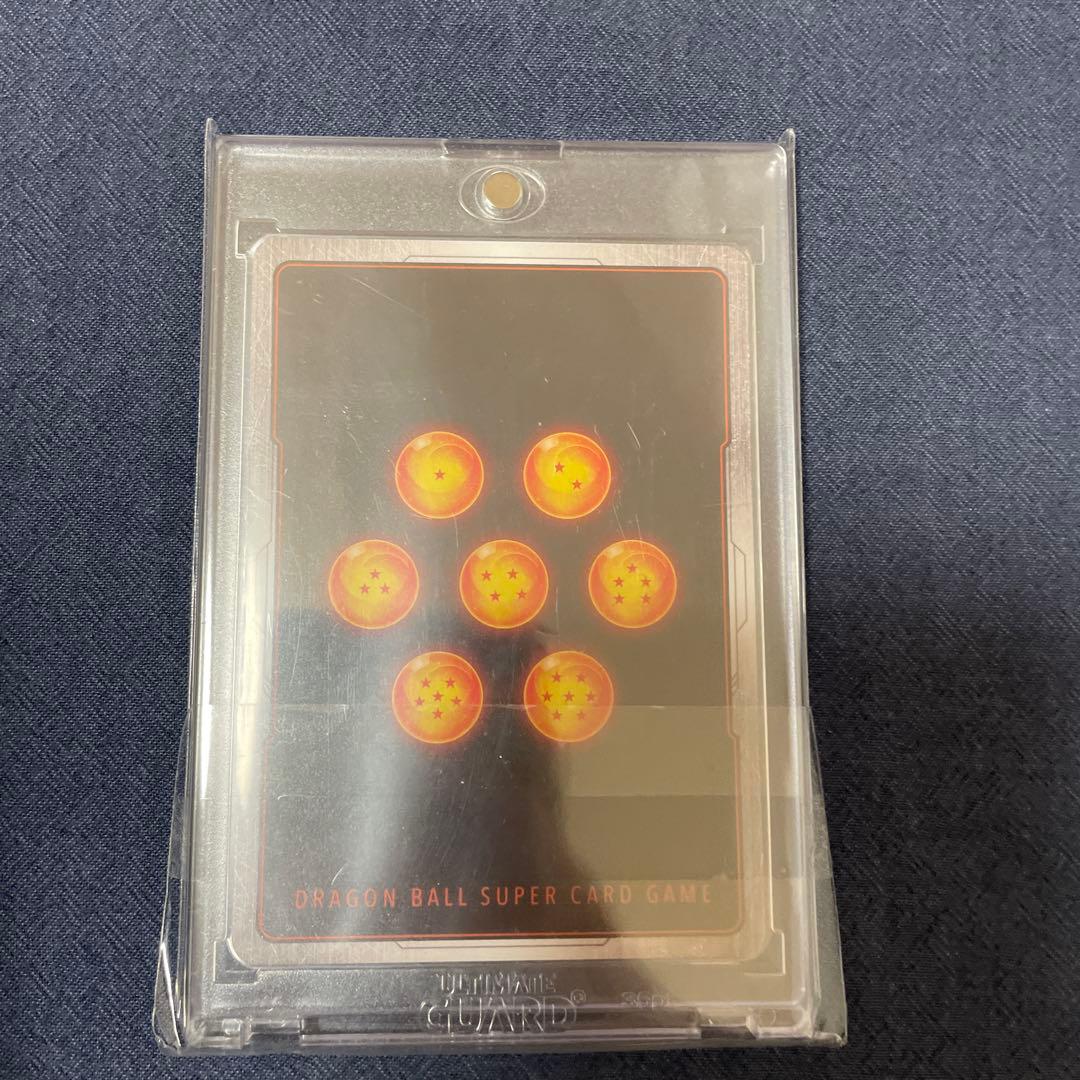 DRAGON BALL SUPER CARD GAME
ULTIMATE
GUARD®